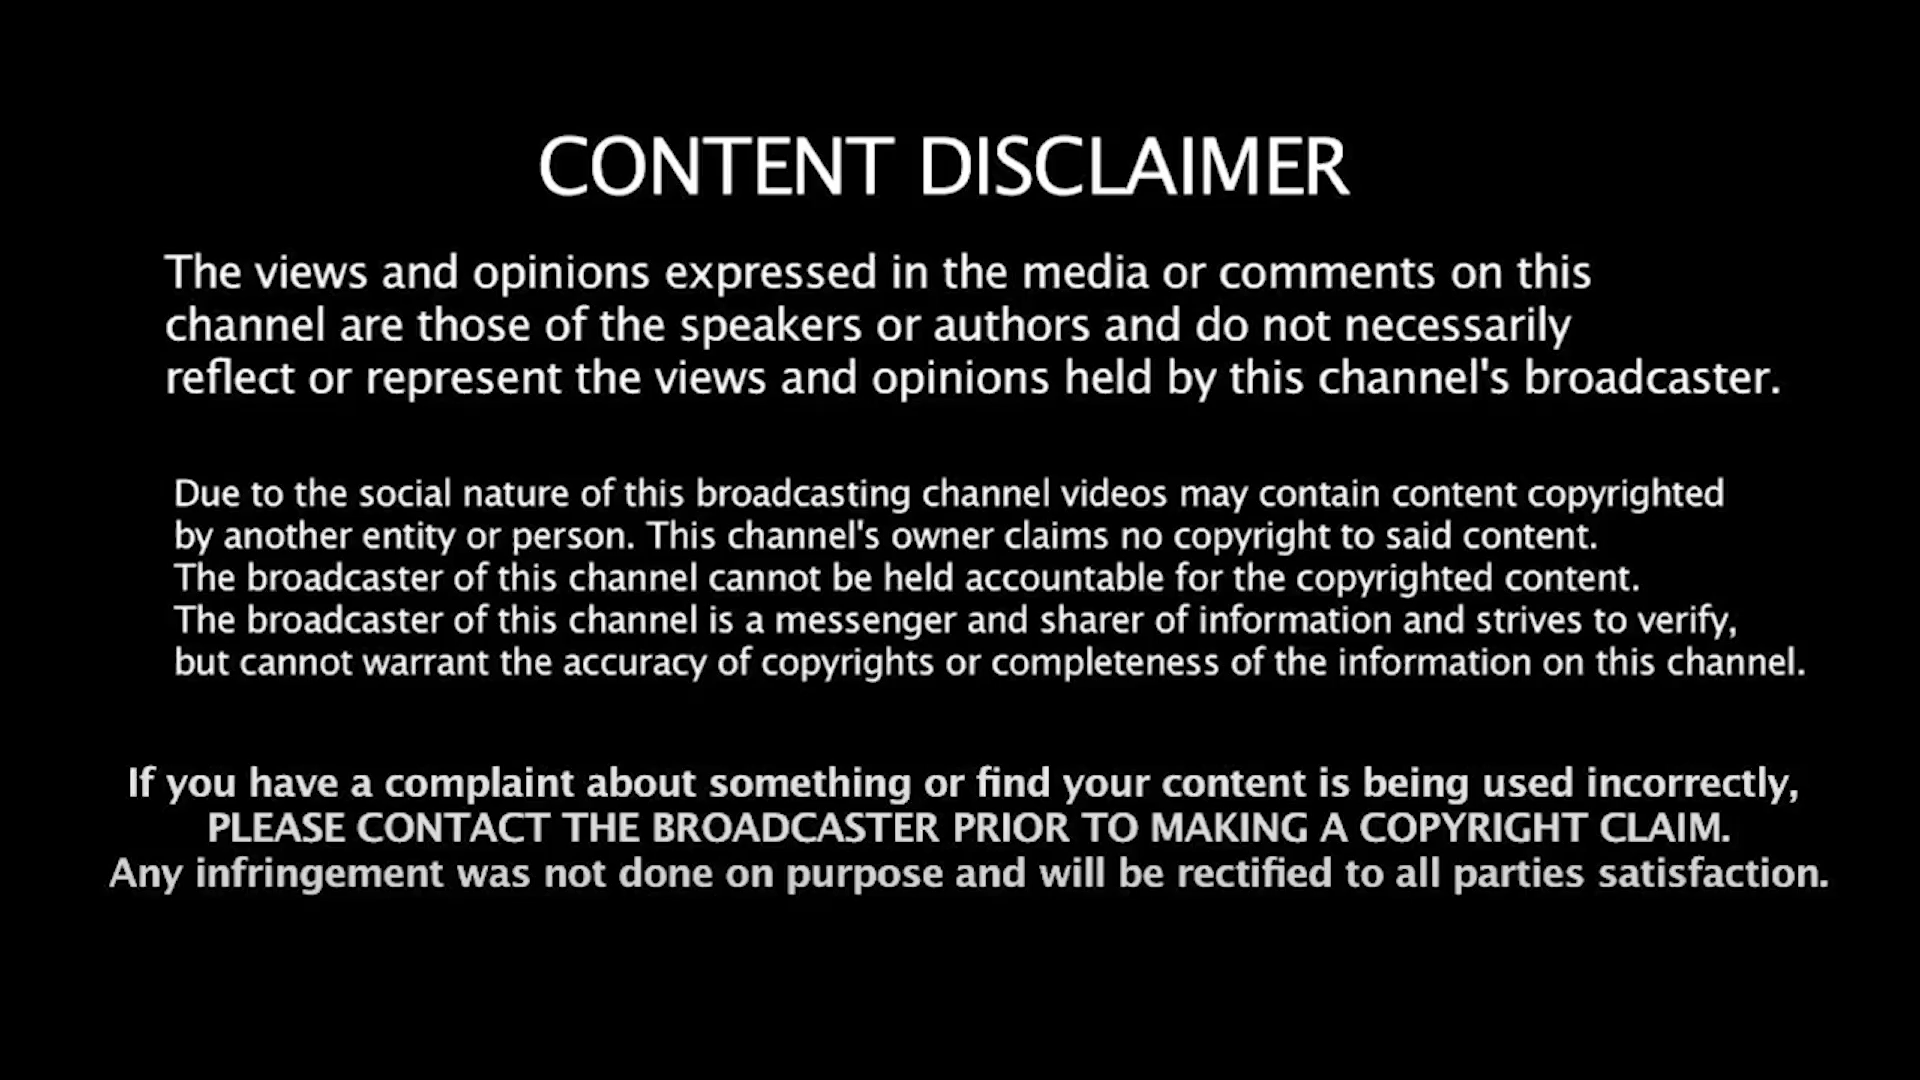 CONTENT DISCLAIMER
The views and opinions expressed in the media or comments on this
channel are those of the speakers or authors and do not necessarily
reflect or represent the views and opinions held by this channel's broadcaster.
Due to the social nature of this broadcasting channel videos may contain content copyrighted
by another entity or person. This channel's owner claims no copyright to said content.
The broadcaster of this channel cannot be held accountable for the copyrighted content.
The broadcaster of this channel is a messenger and sharer of information and strives to verify,
but cannot warrant the accuracy of copyrights or completeness of the information on this channel.
If you have a complaint about something or find your content is being used incorrectly,
PLEASE CONTACT THE BROADCASTER PRIOR TO MAKING A COPYRIGHT CLAIM.
Any infringement was not done on purpose and will be rectified to all parties satisfaction.